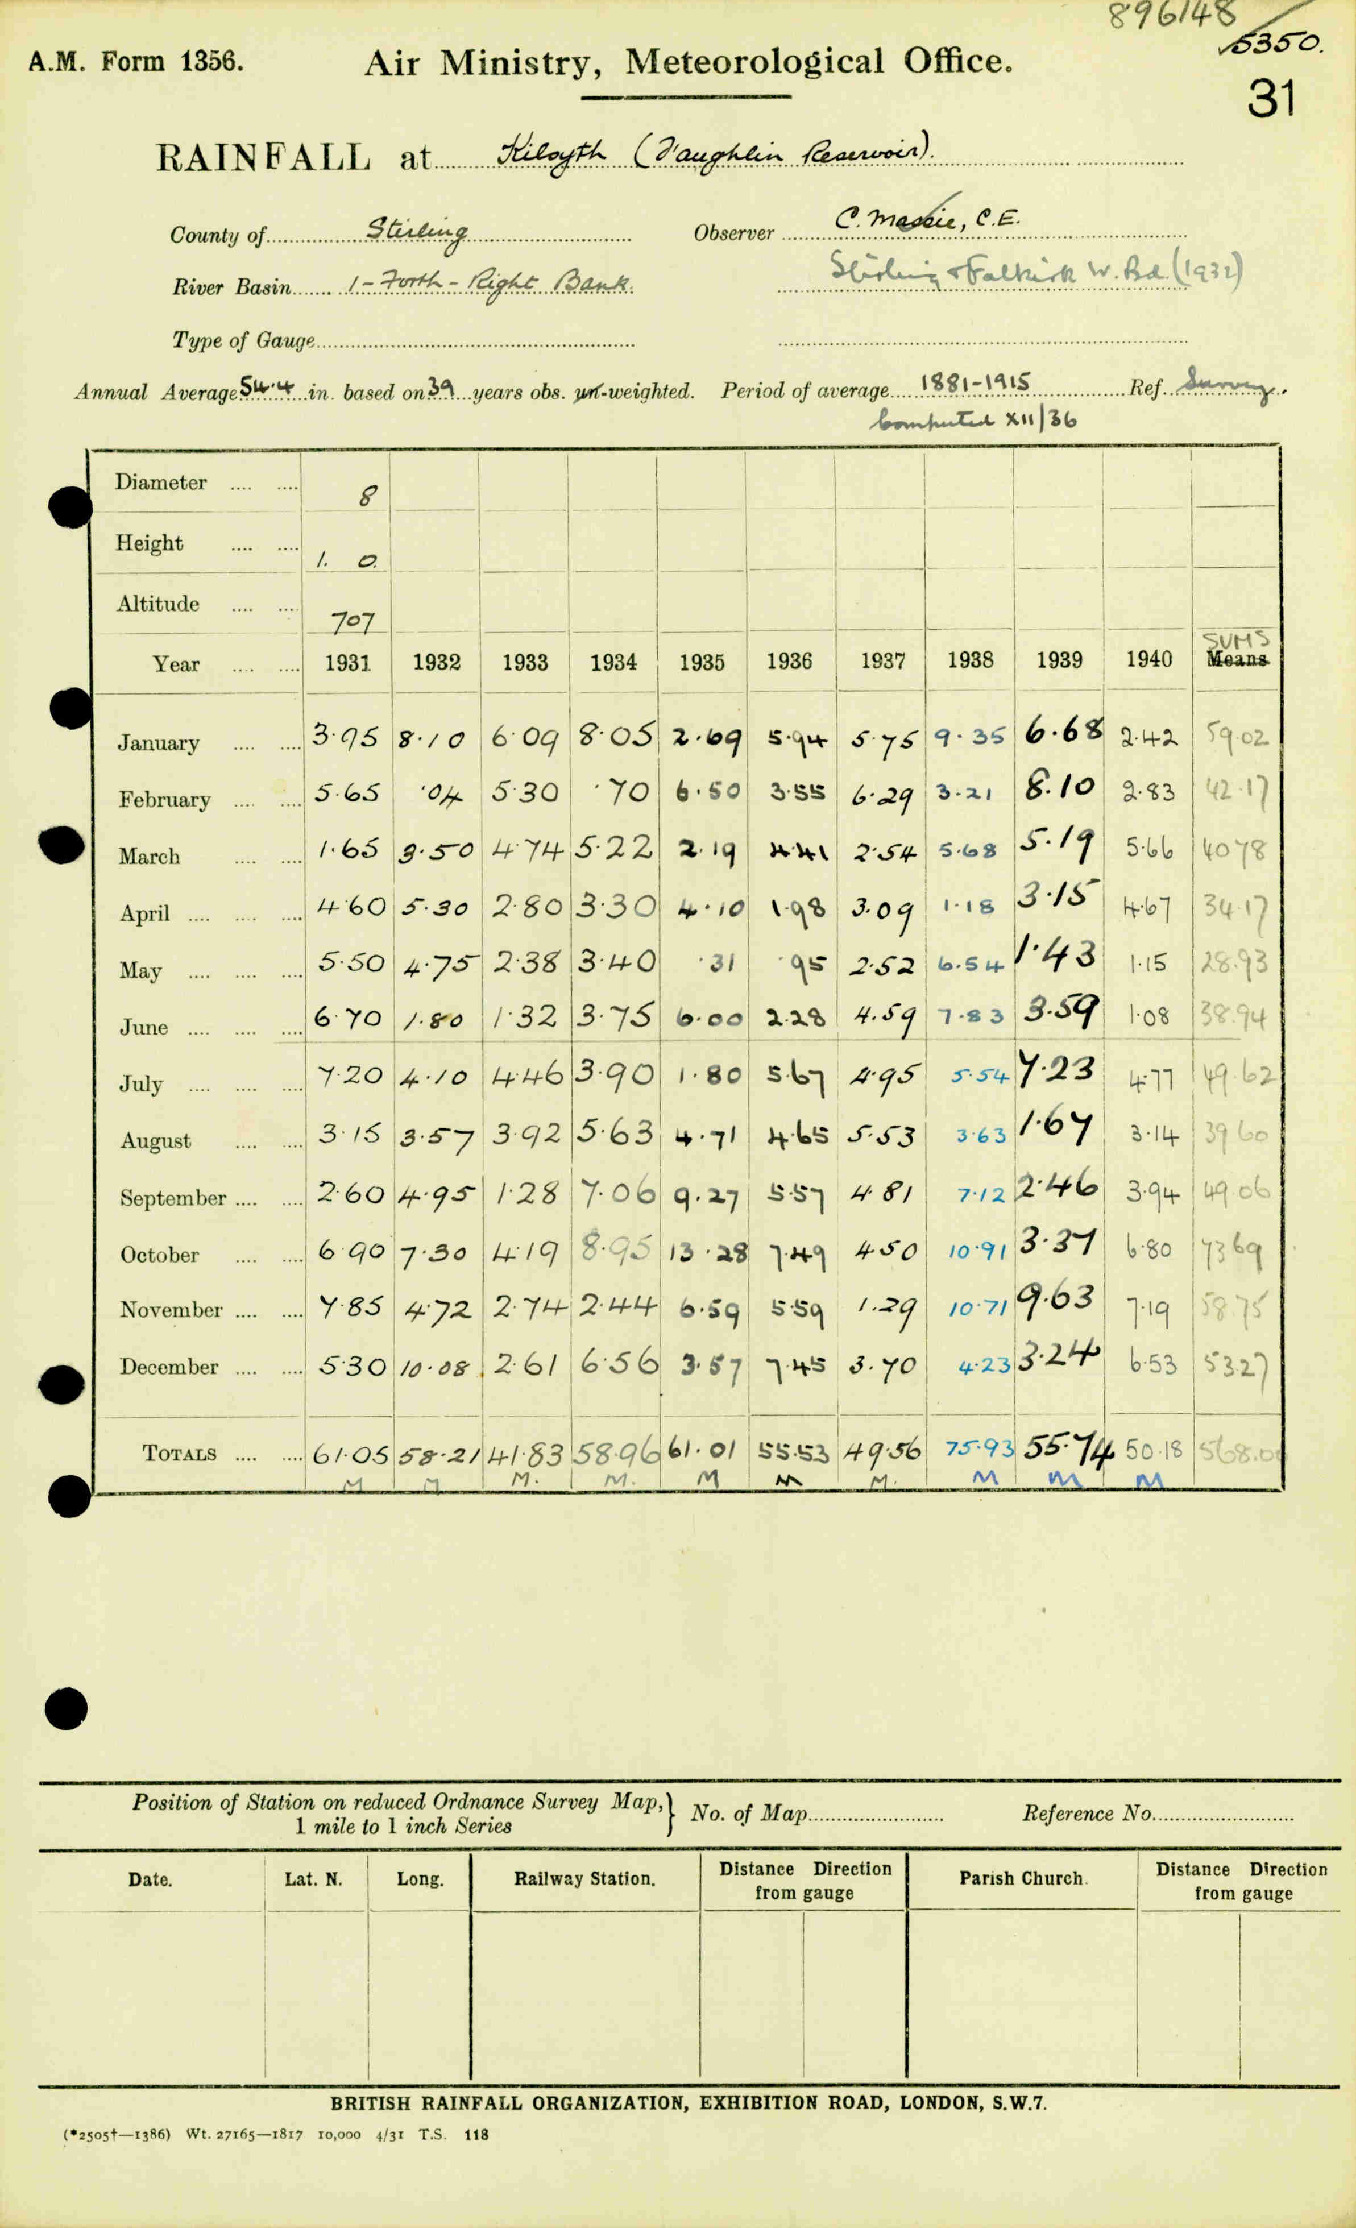 896148
5350.
A.M. Form 1356. Air Ministry, Meteorological Office.
31
RAINFALL at Kilsyth (Faughlin Reservoir).
County of Stirling Observer C. Massie, C.E.
River Basin 1 - Forth - Right Bank. Stirling & Falkirk W. Bd. (1932)
Type of Gauge
Annual Average 54.4 in. based on 39 years obs. un-weighted. Period of average 1881-1915 Ref. Survey.
Computed XII/36
Diameter .... .... 8
Height .... .... 1. 0.
Altitude .... .... 707
SUMS
Year .... .... 1931 1932 1933 1934 1935 1936 1937 1938 1939 1940 Means
January .... .... 3.95 8.10 6.09 8.05 2.69 5.94 5.75 9.35 6.68 2.42 59.02
February .... .... 5.65 .04 5.30 .70 6.50 3.55 6.29 3.21 8.10 2.83 42.17
March .... .... 1.65 3.50 4.74 5.22 2.19 4.41 2.54 5.68 5.19 5.66 40.78
April .... .... .... 4.60 5.30 2.80 3.30 4.10 1.98 3.09 1.18 3.15 4.67 34.17
May .... .... .... 5.50 4.75 2.38 3.40 .31 .95 2.52 6.54 1.43 1.15 28.93
June .... .... .... 6.70 1.80 1.32 3.75 6.00 2.28 4.59 7.83 3.59 1.08 38.94
July .... .... .... 7.20 4.10 4.46 3.90 1.80 5.67 4.95 5.54 7.23 4.77 49.62
August .... .... 3.15 3.57 3.92 5.63 4.71 4.65 5.53 3.63 1.67 3.14 39.60
September .... .... 2.60 4.95 1.28 7.06 9.27 5.57 4.81 7.12 2.46 3.94 49.06
October .... .... 6.90 7.30 4.19 8.95 13.28 7.49 4.50 10.91 3.37 6.80 73.69
November .... .... 7.85 4.72 2.74 2.44 6.59 5.59 1.29 10.71 9.63 7.19 58.75
December .... .... 5.30 10.08 2.61 6.56 3.57 7.45 3.70 4.23 3.24 6.53 53.27
TOTALS .... .... 61.05 58.21 41.83 58.96 61.01 55.53 49.56 75.93 55.74 50.18 568.00
M M M. M. M M M. M M M
Position of Station on reduced Ordnance Survey Map, } No. of Map Reference No.
1 mile to 1 inch Series
Date. Lat. N. Long. Railway Station. Distance Direction from gauge Parish Church. Distance Direction from gauge
BRITISH RAINFALL ORGANIZATION, EXHIBITION ROAD, LONDON, S.W.7.
(*2505†—1386) Wt. 27165—1817 10,000 4/31 T.S. 118